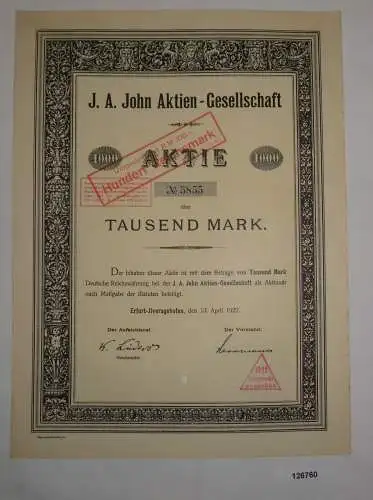 J. A. John Aktien-Gesellschaft
1000 AKTIE 1000
Hundert Reichsmark
№ 5855
über
TAUSEND MARK.
Der Inhaber dieser Aktie ist mit dem Betrage von Tausend Mark
Deutsche Reichswährung bei der J. A. John Aktien-Gesellschaft als Aktionär
nach Maßgabe der Statuten beteiligt.
Erfurt-Ilversgehofen, den 13. April 1922.
Der Aufsichtsrat: Der Vorstand:
126760